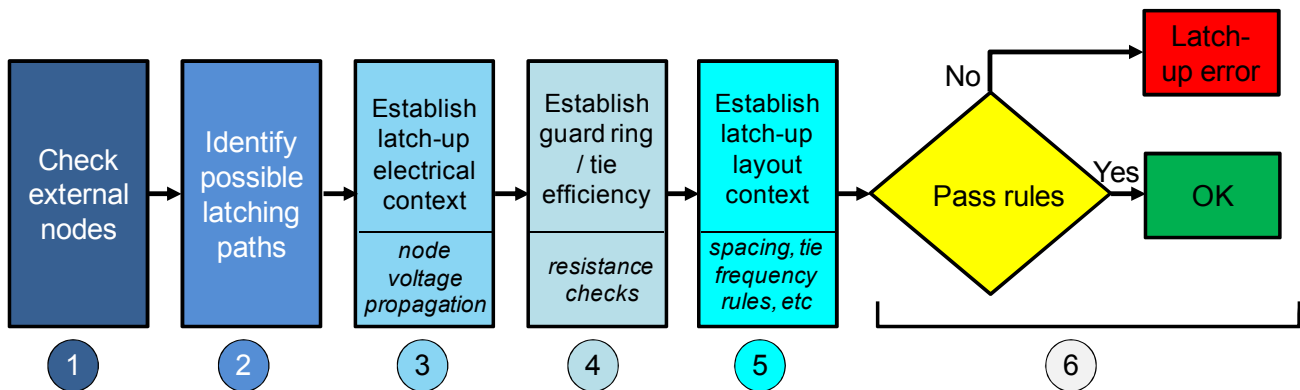 Check
external
nodes
Identify
possible
latching
paths
Establish
latch-up
electrical
context
node
voltage
propagation
Establish
guard ring
/ tie
efficiency
resistance
checks
Establish
latch-up
layout
context
spacing, tie
frequency
rules, etc
Pass rules
No
Latch-
up error
Yes
OK
1
2
3
4
5
6